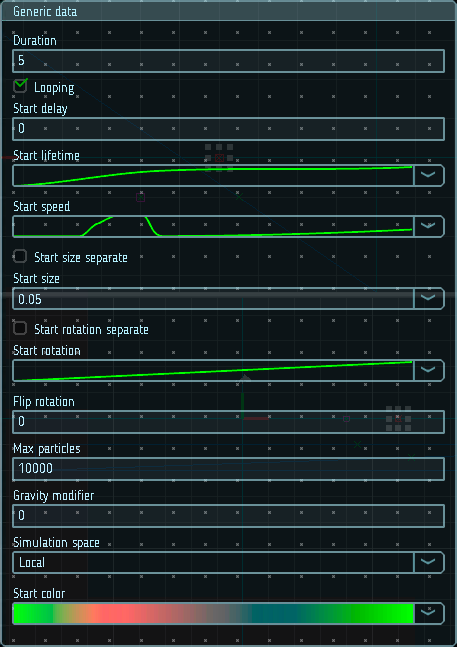 Generic data
Duration
5
Looping
Start delay
0
Start lifetime
Start speed
Start size separate
Start size
0.05
Start rotation separate
Start rotation
Flip rotation
0
Max particles
10000
Gravity modifier
0
Simulation space
Local
Start color